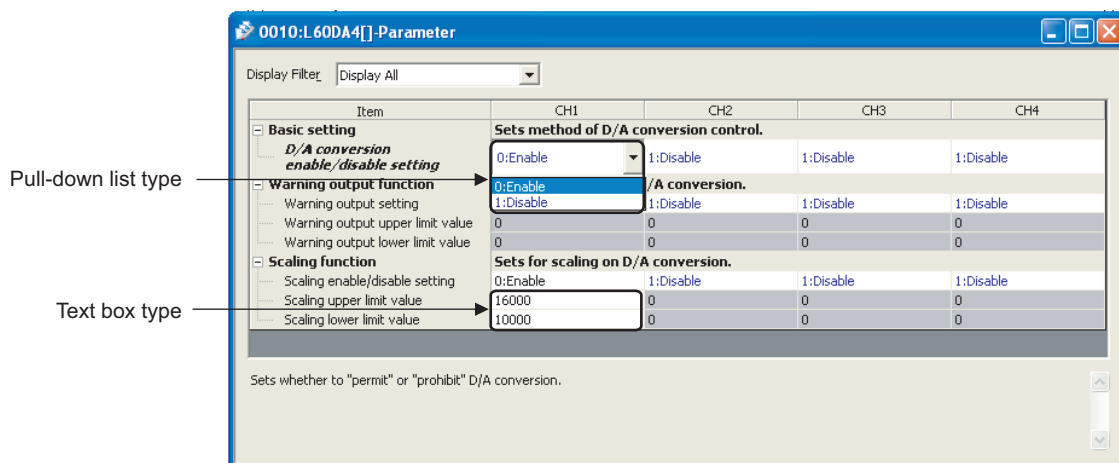 0010:L60DA4[]-Parameter
Display Filter Display All
Item CH1 CH2 CH3 CH4
Basic setting Sets method of D/A conversion control.
D/A conversion
enable/disable setting 0:Enable 1:Disable 1:Disable 1:Disable
Pull-down list type
Warning output function 0:Enable /A conversion.
Warning output setting 1:Disable 1:Disable 1:Disable 1:Disable
Warning output upper limit value 0 0 0 0
Warning output lower limit value 0 0 0 0
Scaling function Sets for scaling on D/A conversion.
Scaling enable/disable setting 0:Enable 1:Disable 1:Disable 1:Disable
Text box type
Scaling upper limit value 16000 0 0 0
Scaling lower limit value 10000 0 0 0
Sets whether to "permit" or "prohibit" D/A conversion.